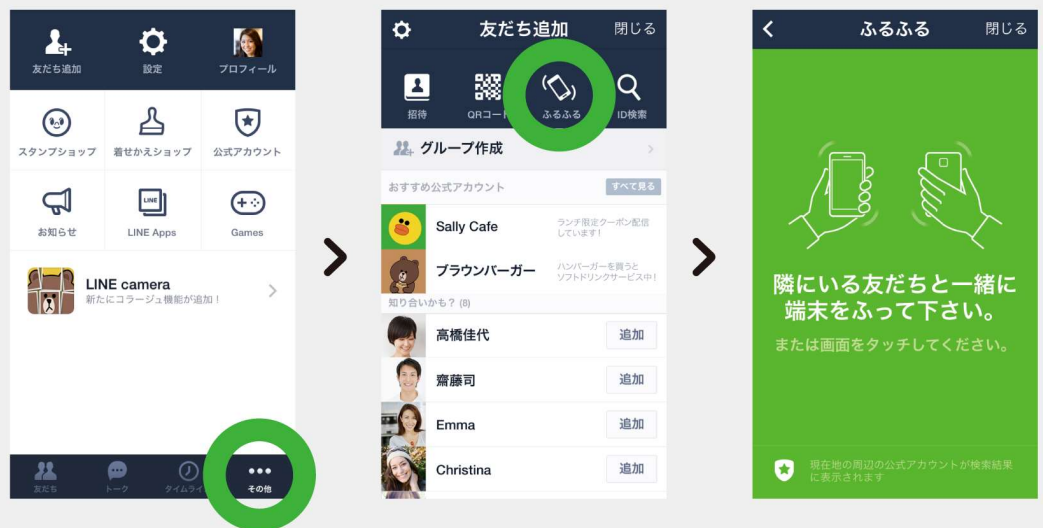 友だち追加
設定
プロフィール
スタンプショップ
着せかえショップ
公式アカウント
お知らせ
LINE
LINE Apps
Games
LINE camera
新たにコラージュ機能が追加！
友だち
トーク
タイムライ
その他
友だち追加
閉じる
招待
QRコード
ふるふる
ID検索
グループ作成
おすすめ公式アカウント
すべて見る
Sally Cafe
ランチ限定クーポン配信
しています！
ブラウンバーガー
ハンバーガーを買うと
ソフトドリンクサービス中！
知り合いかも？ (8)
高橋佳代
追加
齋藤司
追加
Emma
追加
Christina
追加
ふるふる
閉じる
隣にいる友だちと一緒に
端末をふって下さい。
または画面をタッチしてください。
現在地の周辺の公式アカウントが検索結果
に表示されます